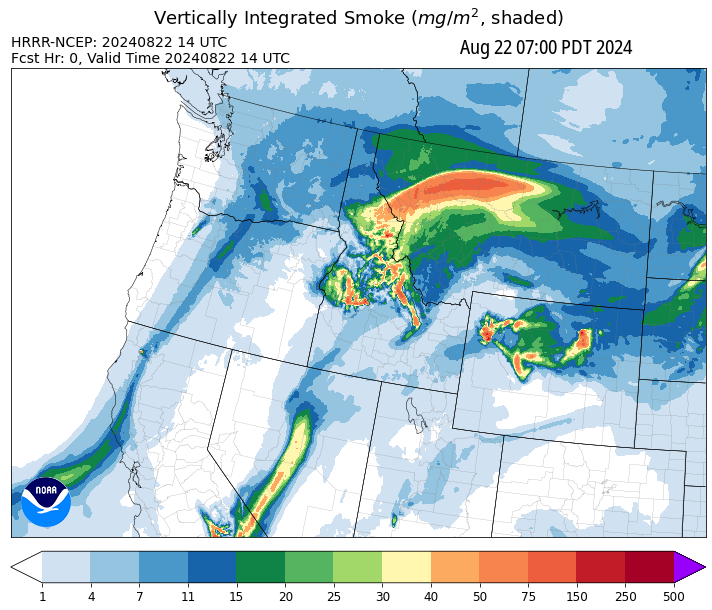 Vertically Integrated Smoke (mg/m², shaded)
HRRR-NCEP: 20240822 14 UTC
Aug 22 07:00 PDT 2024
Fcst Hr: 0, Valid Time 20240822 14 UTC
NOAA
1 4 7 11 15 20 25 30 40 50 75 150 250 500